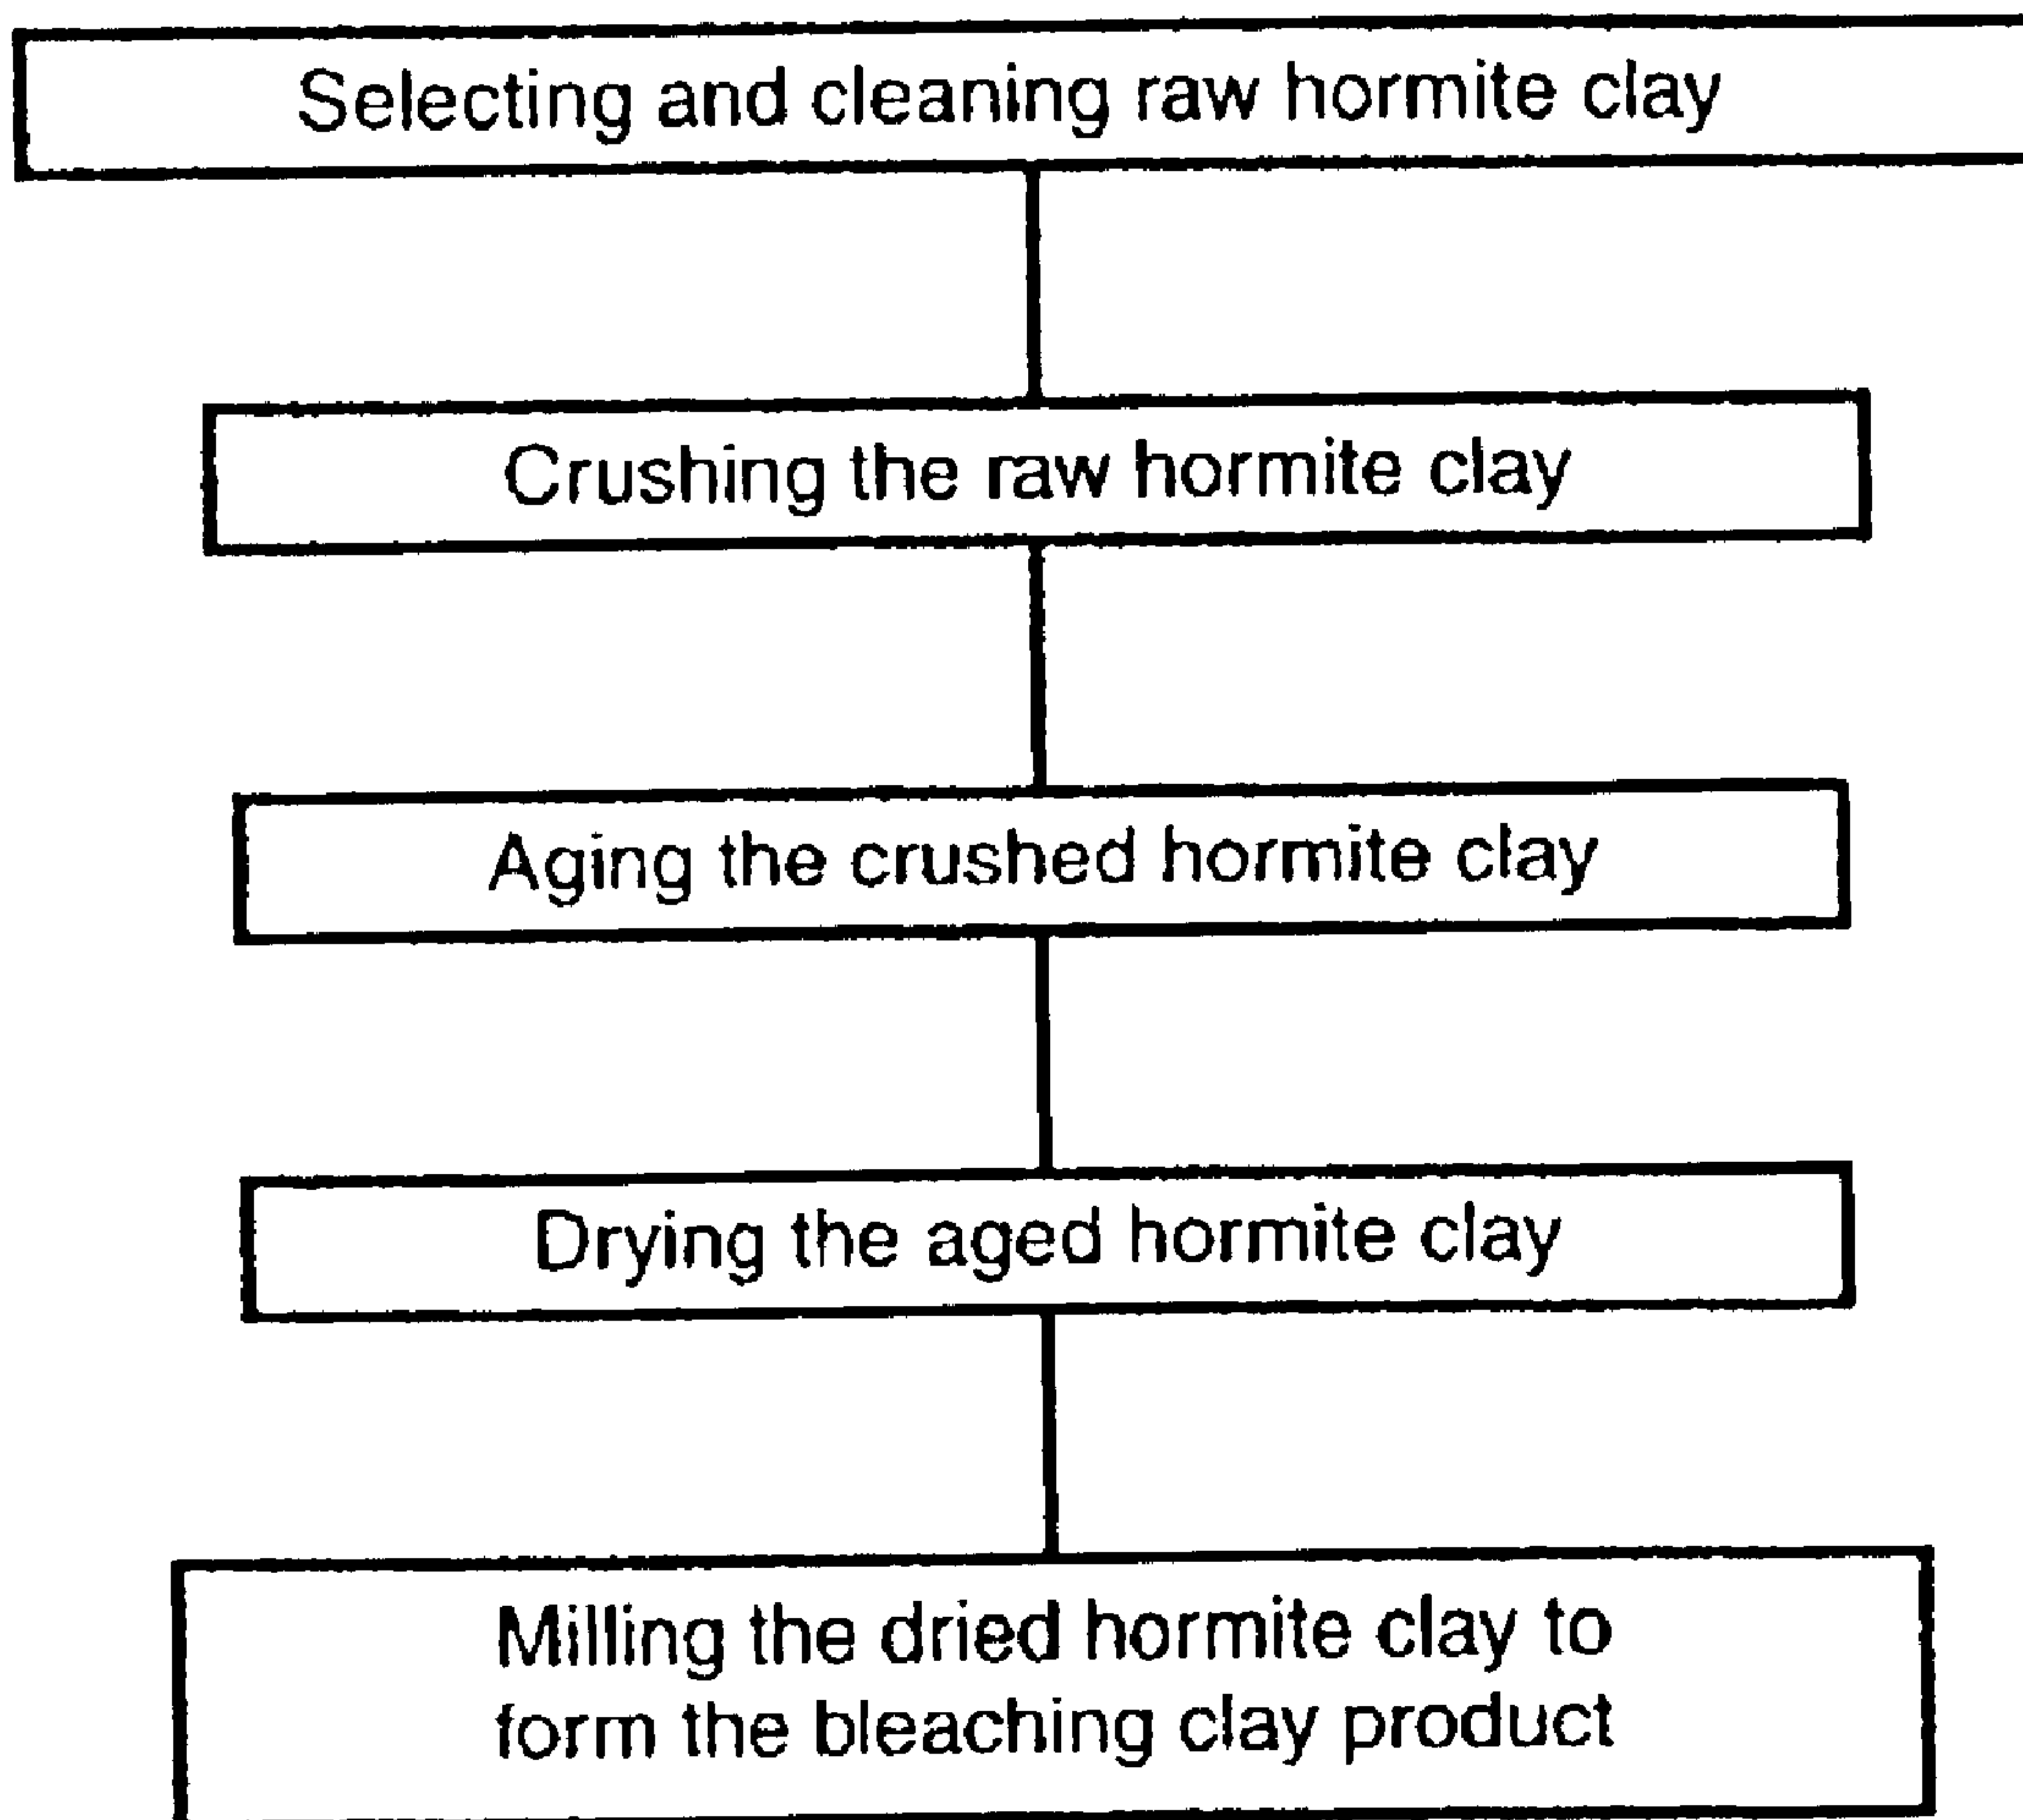 Selecting and cleaning raw hormite clay
Crushing the raw hormite clay
Aging the crushed hormite clay
Drying the aged hormite clay
Milling the dried hormite clay to
form the bleaching clay product